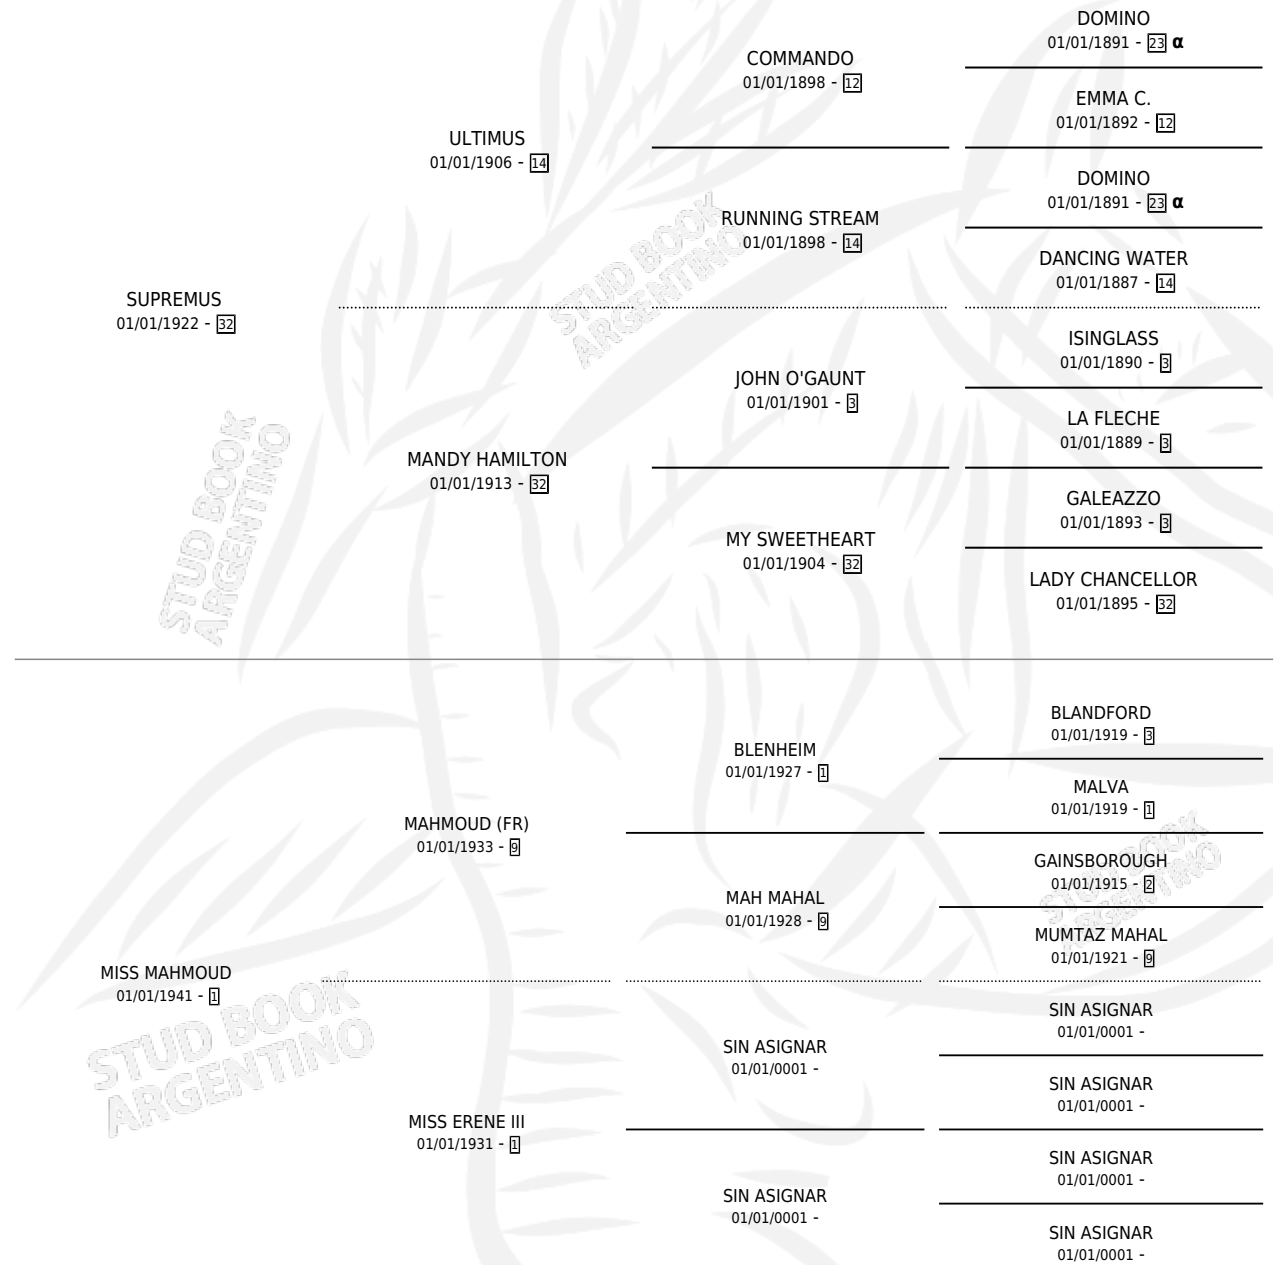 DOMINO
01/01/1891 - 23 α
COMMANDO
01/01/1898 - 12
EMMA C.
01/01/1892 - 12
ULTIMUS
01/01/1906 - 14
DOMINO
01/01/1891 - 23 α
RUNNING STREAM
01/01/1898 - 14
DANCING WATER
01/01/1887 - 14
STUD BOOK
ARGENTINO
SUPREMUS
01/01/1922 - 32
ISINGLASS
01/01/1890 - 3
JOHN O'GAUNT
01/01/1901 - 3
LA FLECHE
01/01/1889 - 3
MANDY HAMILTON
01/01/1913 - 32
GALEAZZO
01/01/1893 - 3
MY SWEETHEART
01/01/1904 - 32
LADY CHANCELLOR
01/01/1895 - 32
STUD BOOK
ARGENTINO
BLANDFORD
01/01/1919 - 3
BLENHEIM
01/01/1927 - 1
MALVA
01/01/1919 - 1
MAHMOUD (FR)
01/01/1933 - 9
GAINSBOROUGH
01/01/1915 - 2
MAH MAHAL
01/01/1928 - 9
MUMTAZ MAHAL
01/01/1921 - 9
STUD BOOK
ARGENTINO
MISS MAHMOUD
01/01/1941 - 1
SIN ASIGNAR
01/01/0001 -
SIN ASIGNAR
01/01/0001 -
SIN ASIGNAR
01/01/0001 -
STUD BOOK
ARGENTINO
MISS ERENE III
01/01/1931 - 1
SIN ASIGNAR
01/01/0001 -
SIN ASIGNAR
01/01/0001 -
SIN ASIGNAR
01/01/0001 -